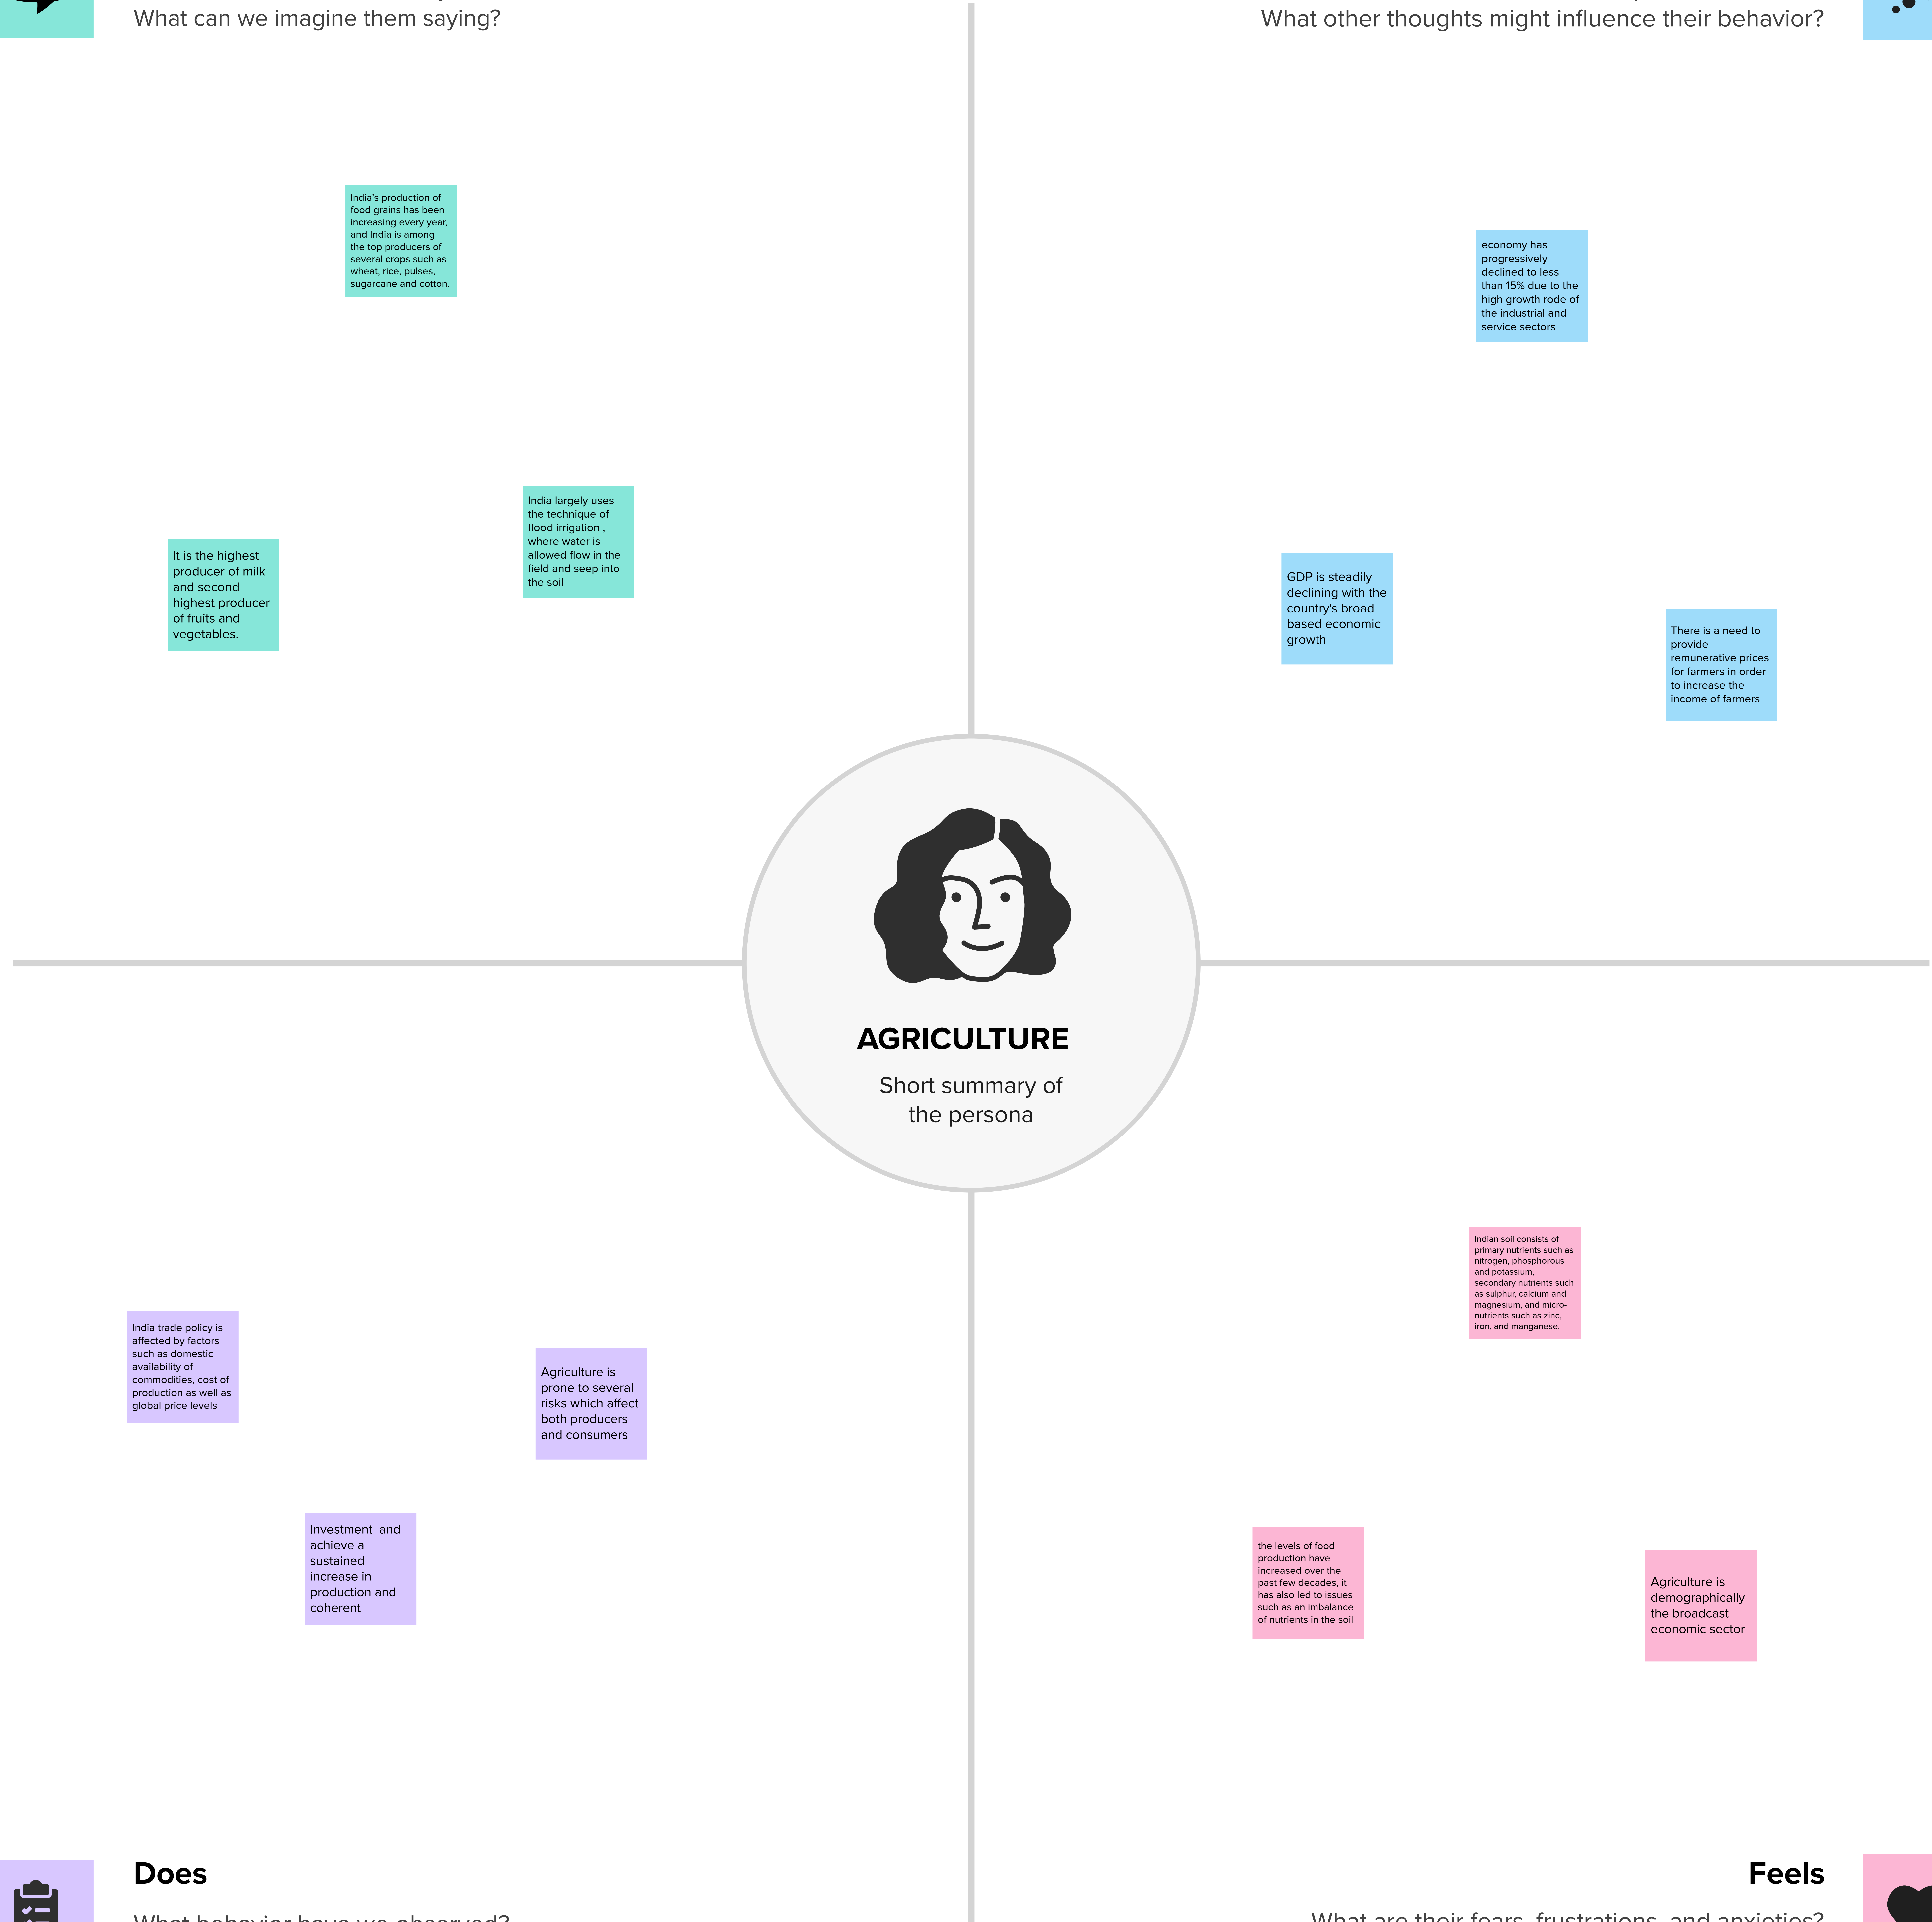 What can we imagine them saying?
What other thoughts might influence their behavior?
India's production of
food grains has been
increasing every year,
and India is among
the top producers of
several crops such as
wheat, rice, pulses,
sugarcane and cotton.
economy has
progressively
declined to less
than 15% due to the
high growth rode of
the industrial and
service sectors
India largely uses
the technique of
flood irrigation ,
where water is
allowed flow in the
field and seep into
the soil
It is the highest
producer of milk
and second
highest producer
of fruits and
vegetables.
GDP is steadily
declining with the
country's broad
based economic
growth
There is a need to
provide
remunerative prices
for farmers in order
to increase the
income of farmers
AGRICULTURE
Short summary of
the persona
Indian soil consists of
primary nutrients such as
nitrogen, phosphorous
and potassium,
secondary nutrients such
as sulphur, calcium and
magnesium, and micro-
nutrients such as zinc,
iron, and manganese.
India trade policy is
affected by factors
such as domestic
availability of
commodities, cost of
production as well as
global price levels
Agriculture is
prone to several
risks which affect
both producers
and consumers
Investment and
achieve a
sustained
increase in
production and
coherent
the levels of food
production have
increased over the
past few decades, it
has also led to issues
such as an imbalance
of nutrients in the soil
Agriculture is
demographically
the broadcast
economic sector
Does
What behavior have we observed?
Feels
What are their fears, frustrations, and anxieties?